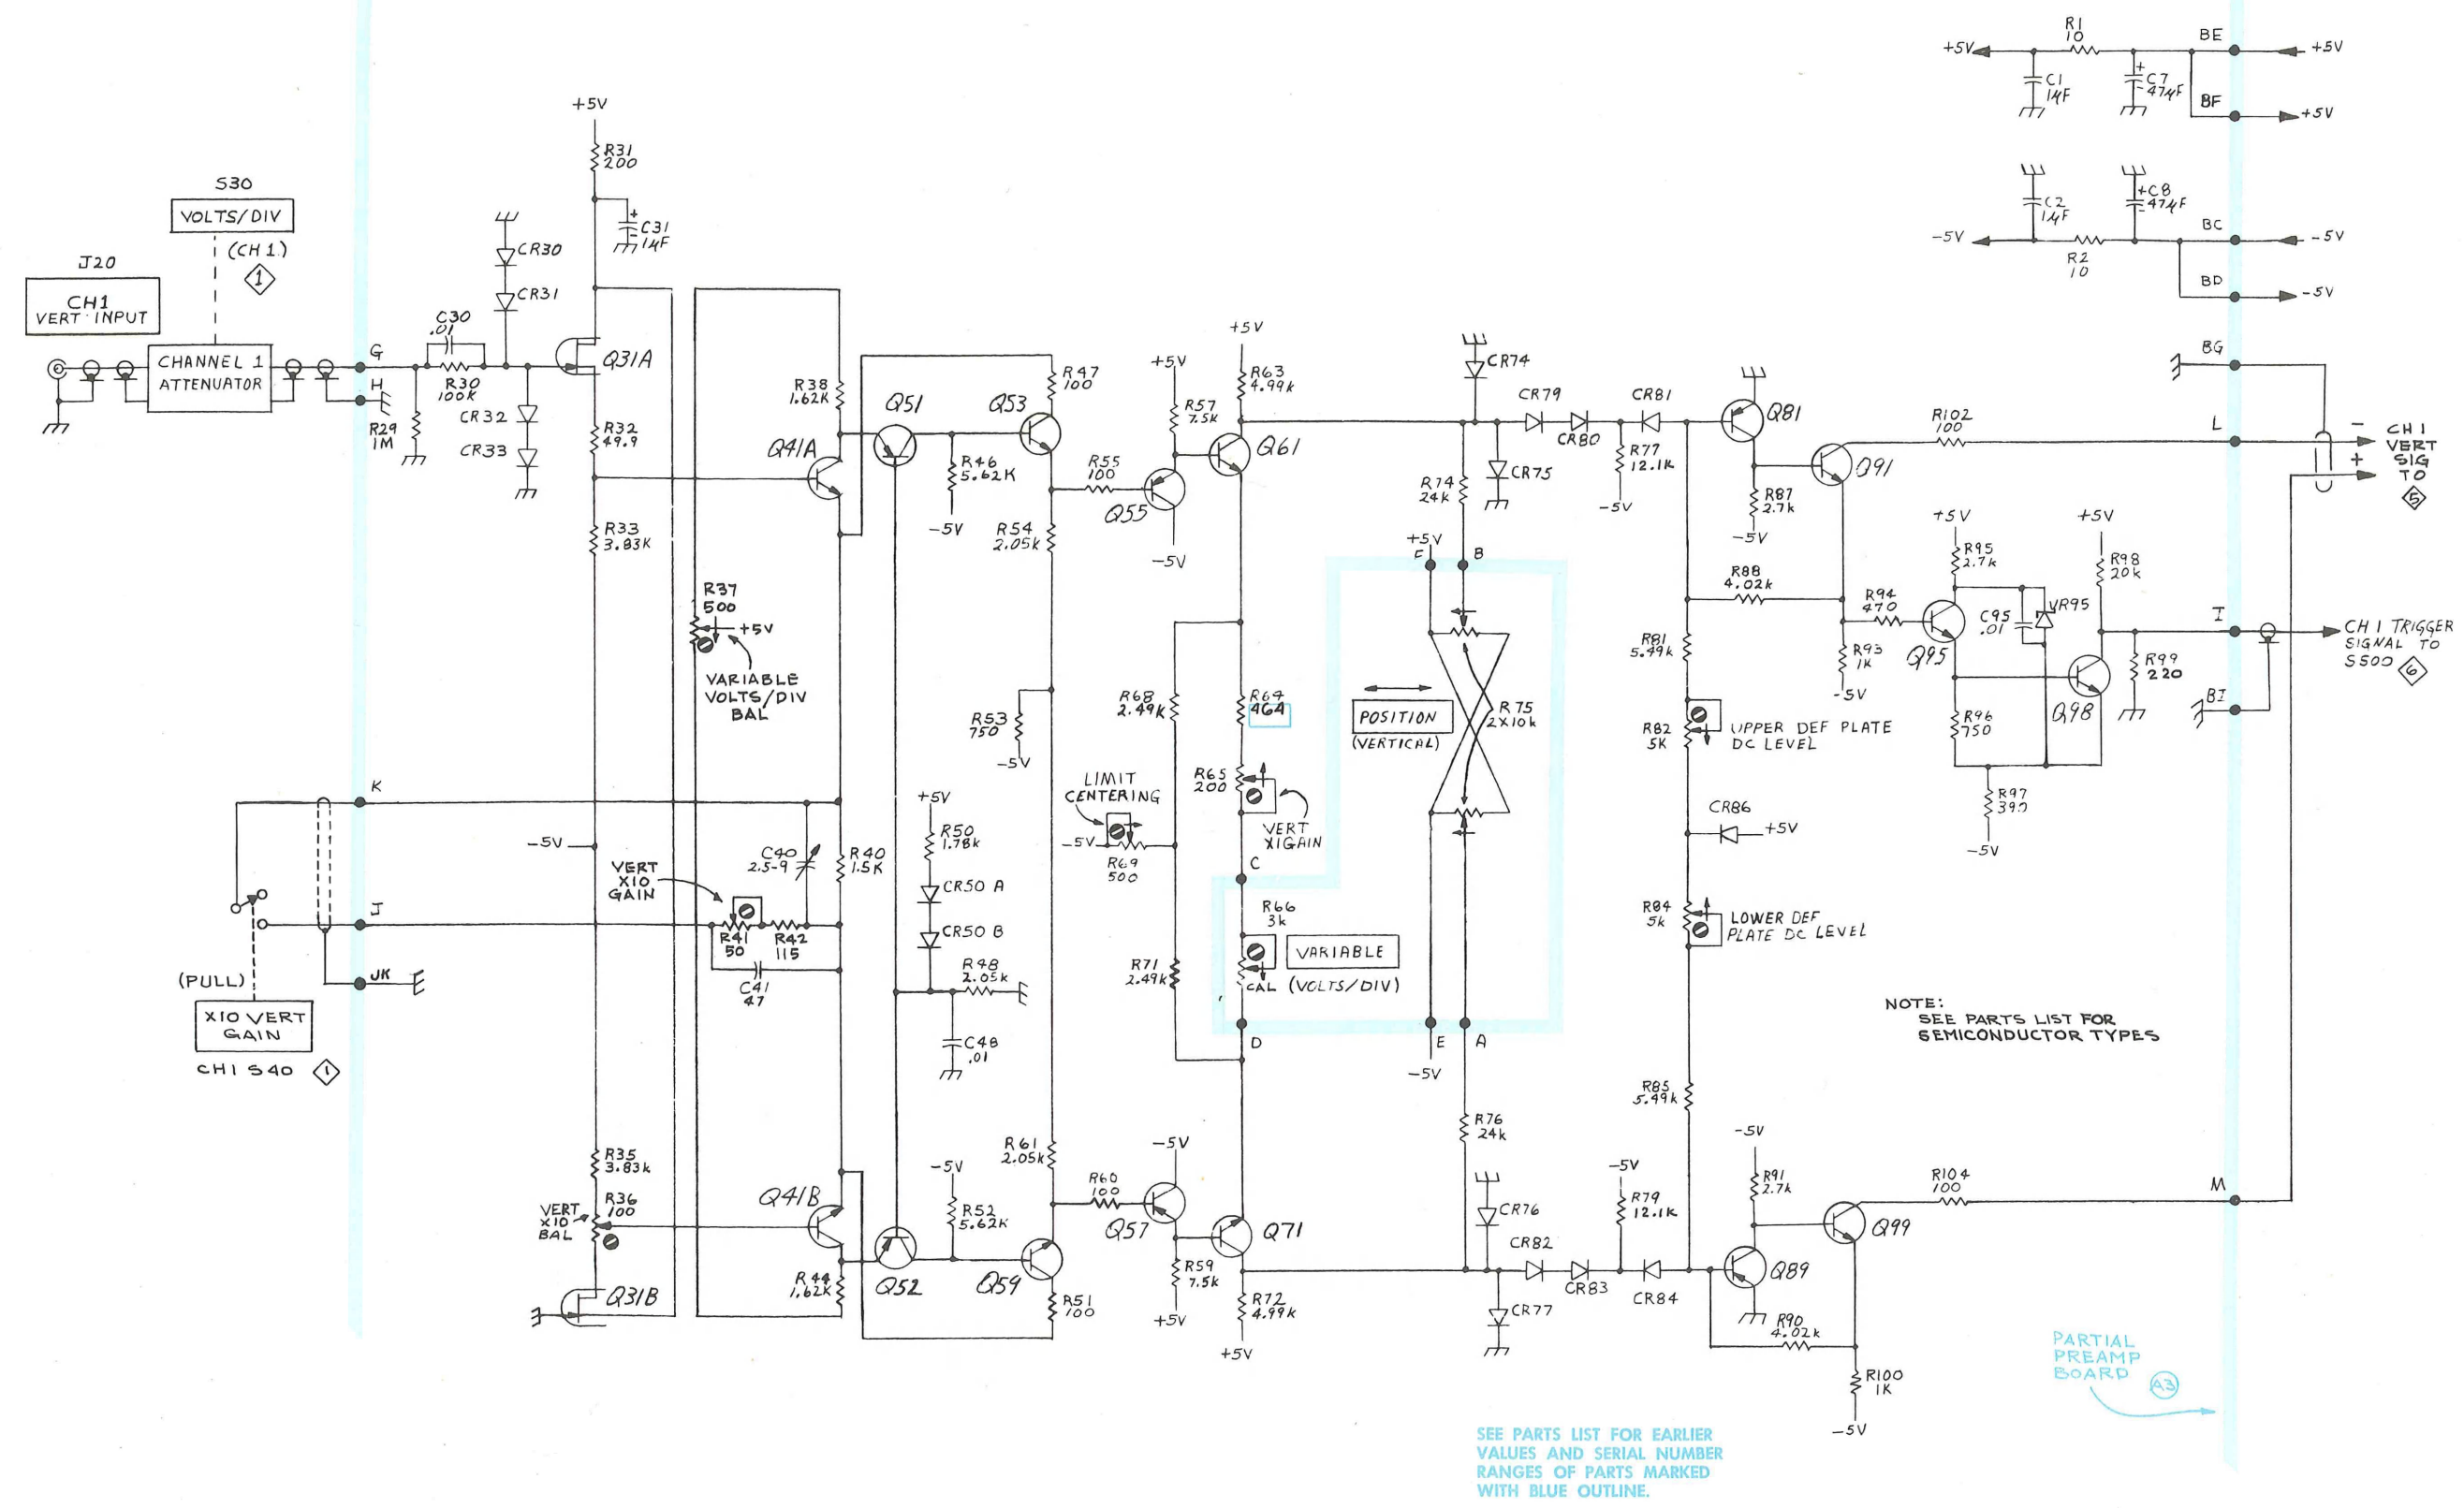 R1
10
+5V
BE
+5V
C1
1µF
+
C7
-47µF
BF
+5V
+C8
47µF
-
C2
1µF
-5V
BC
-5V
R2
10
BD
-5V
+5V
R31
200
+
C31
-
1µF
S30
VOLTS/DIV
(CH 1)
1
J20
CH1
VERT INPUT
CHANNEL 1
ATTENUATOR
G
H
R29
1M
C30
.01
R30
100K
CR30
CR31
CR32
CR33
Q31A
R32
49.9
R33
3.83K
R38
1.62K
Q41A
Q51
Q53
R47
100
R46
5.62K
-5V
R54
2.05K
R55
100
Q55
+5V
R57
7.5K
-5V
+5V
R63
4.99K
Q61
CR74
CR75
R74
24K
CR79
CR80
CR81
R77
12.1K
-5V
Q81
R87
2.7K
-5V
Q91
R102
100
BG
L
-
CH 1
VERT
SIG
TO
+
5
R37
500
+5V
VARIABLE
VOLTS/DIV
BAL
R53
750
-5V
R68
2.49K
R64
464
R65
200
VERT
X1GAIN
LIMIT
CENTERING
-5V
R69
500
+5V
F
B
POSITION
(VERTICAL)
R75
2X10K
R88
4.02K
R94
470
R93
1K
-5V
+5V
R95
2.7K
C95
.01
VR95
Q95
R96
750
R97
390
-5V
Q98
+5V
R98
20K
R99
220
I
CH 1 TRIGGER
SIGNAL TO
S500
6
BI
R81
5.49K
R82
5K
UPPER DEF PLATE
DC LEVEL
CR86
+5V
R84
5K
LOWER DEF
PLATE DC LEVEL
K
-5V
C40
2.5-9
R40
1.5K
VERT
X10
GAIN
R41
50
R42
115
C41
47
J
JK
(PULL)
X10 VERT
GAIN
CH1 S40
1
+5V
R50
1.78K
CR50 A
CR50 B
R48
2.05K
C48
.01
R71
2.49K
C
R66
3K
VARIABLE
CAL
(VOLTS/DIV)
D
E
A
-5V
R85
5.49K
NOTE:
SEE PARTS LIST FOR
SEMICONDUCTOR TYPES
R35
3.83K
VERT
X10
BAL
R36
100
Q31B
Q41B
R44
1.62K
Q52
-5V
R52
5.62K
Q59
R61
2.05K
R51
100
R60
100
-5V
Q57
R59
7.5K
+5V
Q71
R72
4.99K
+5V
R76
24K
CR76
CR77
CR82
CR83
CR84
-5V
R79
12.1K
-5V
R91
2.7K
Q89
R90
4.02K
Q99
R104
100
M
R100
1K
-5V
PARTIAL
PREAMP
BOARD
A3
SEE PARTS LIST FOR EARLIER
VALUES AND SERIAL NUMBER
RANGES OF PARTS MARKED
WITH BLUE OUTLINE.